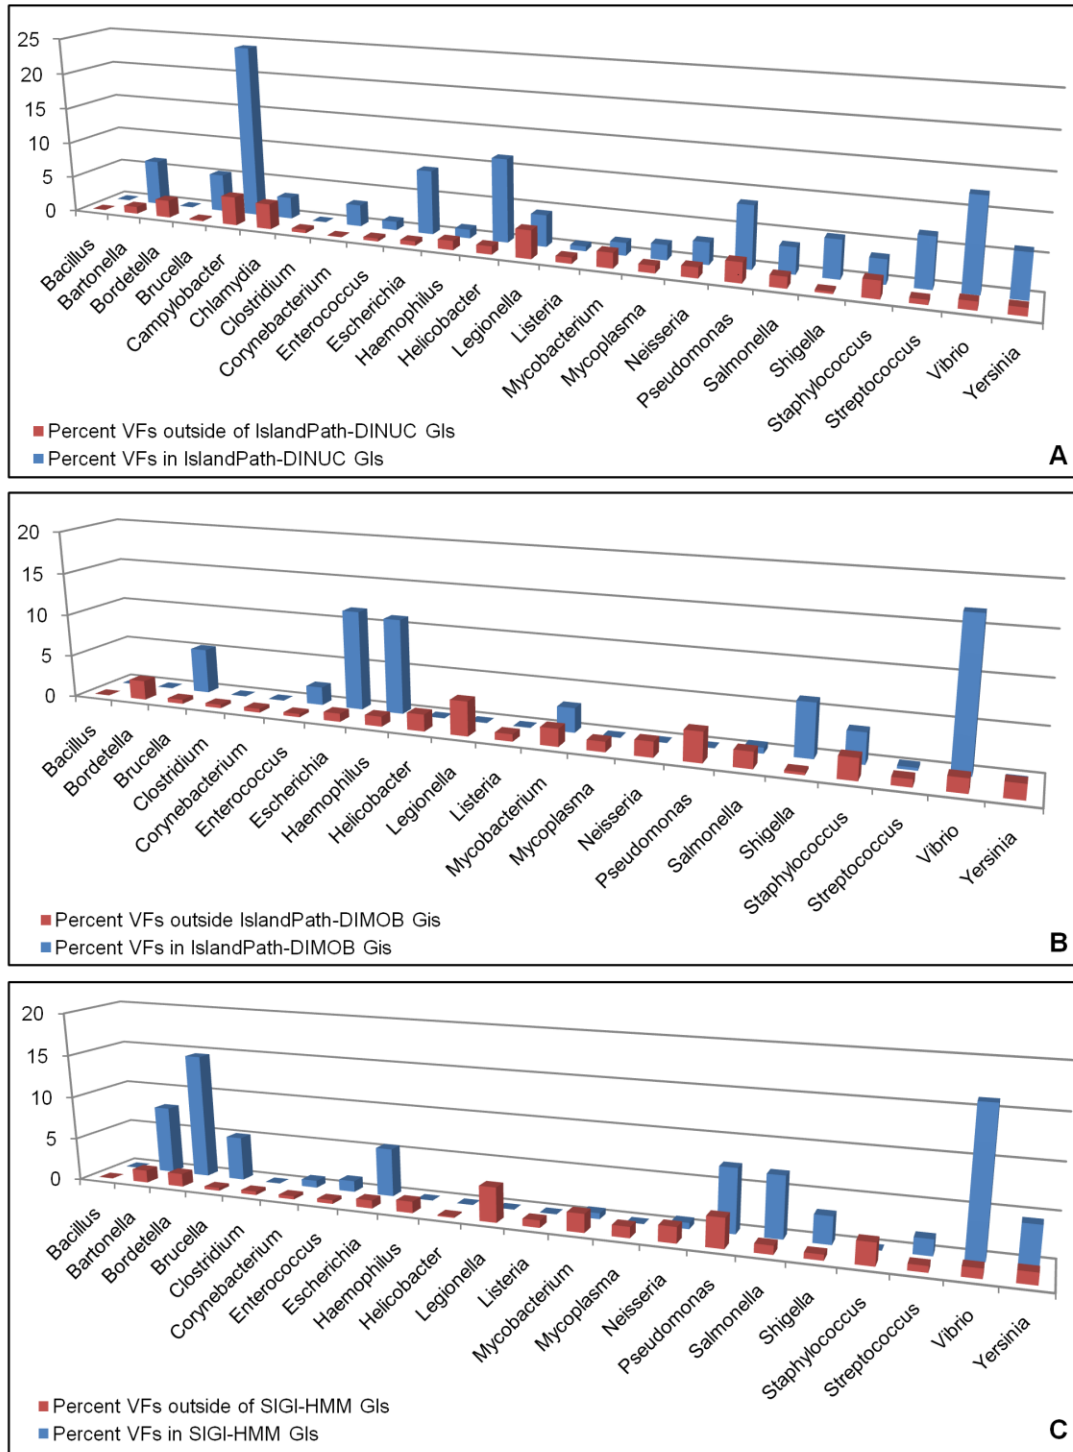 25
20
15
10
5
0
Bacillus
Bartonella
Bordetella
Brucella
Campylobacter
Chlamydia
Clostridium
Corynebacterium
Enterococcus
Escherichia
Haemophilus
Helicobacter
Legionella
Listeria
Mycobacterium
Mycoplasma
Neisseria
Pseudomonas
Salmonella
Shigella
Staphylococcus
Streptococcus
Vibrio
Yersinia
Percent VFs outside of IslandPath-DINUC GIs
Percent VFs in IslandPath-DINUC GIs
A
20
15
10
5
0
Bacillus
Bordetella
Brucella
Clostridium
Corynebacterium
Enterococcus
Escherichia
Haemophilus
Helicobacter
Legionella
Listeria
Mycobacterium
Mycoplasma
Neisseria
Pseudomonas
Salmonella
Shigella
Staphylococcus
Streptococcus
Vibrio
Yersinia
Percent VFs outside IslandPath-DIMOB Gis
Percent VFs in IslandPath-DIMOB Gis
B
20
15
10
5
0
Bacillus
Bartonella
Bordetella
Brucella
Clostridium
Corynebacterium
Enterococcus
Escherichia
Haemophilus
Helicobacter
Legionella
Listeria
Mycobacterium
Mycoplasma
Neisseria
Pseudomonas
Salmonella
Shigella
Staphylococcus
Streptococcus
Vibrio
Yersinia
Percent VFs outside of SIGI-HMM GIs
Percent VFs in SIGI-HMM GIs
C